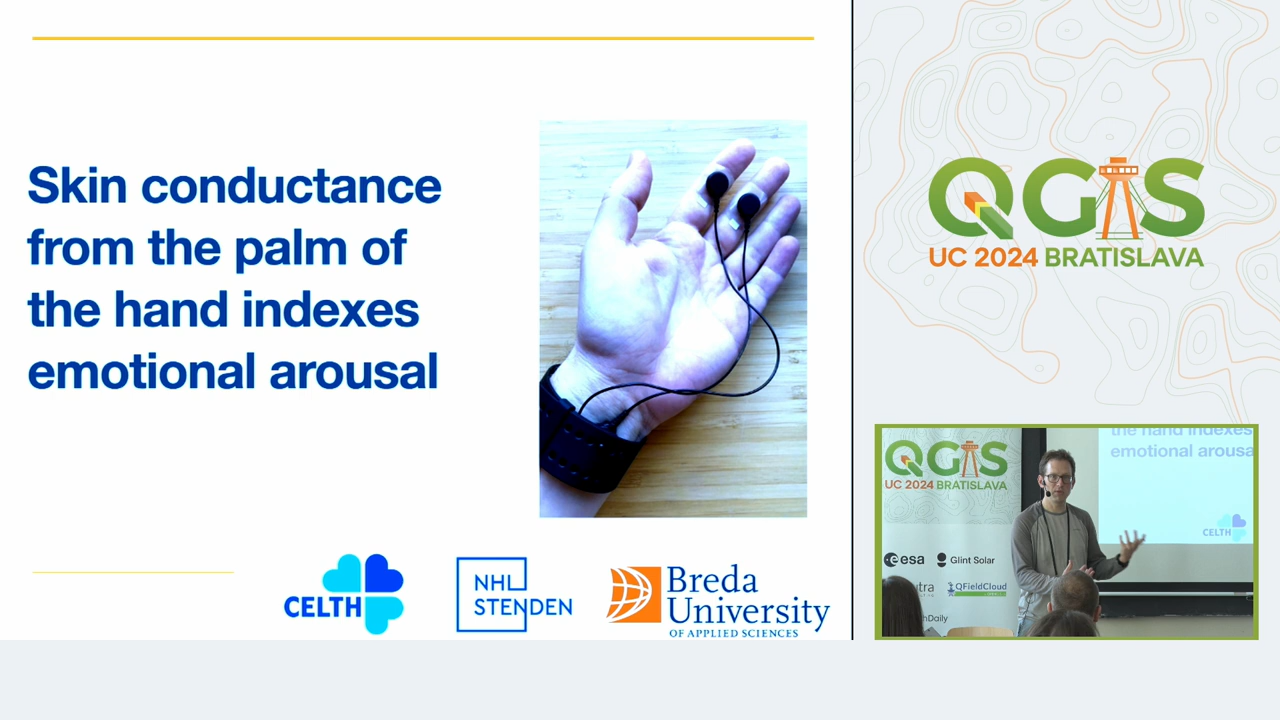 Skin conductance
from the palm of
the hand indexes
emotional arousal
CELTH
NHL
STENDEN
Breda
University
OF APPLIED SCIENCES
QGIS
UC 2024 BRATISLAVA
QGIS
UC 2024 BRATISLAVA
esa
Glint Solar
QFieldCloud
the hand indexes
emotional arousa
CELTH